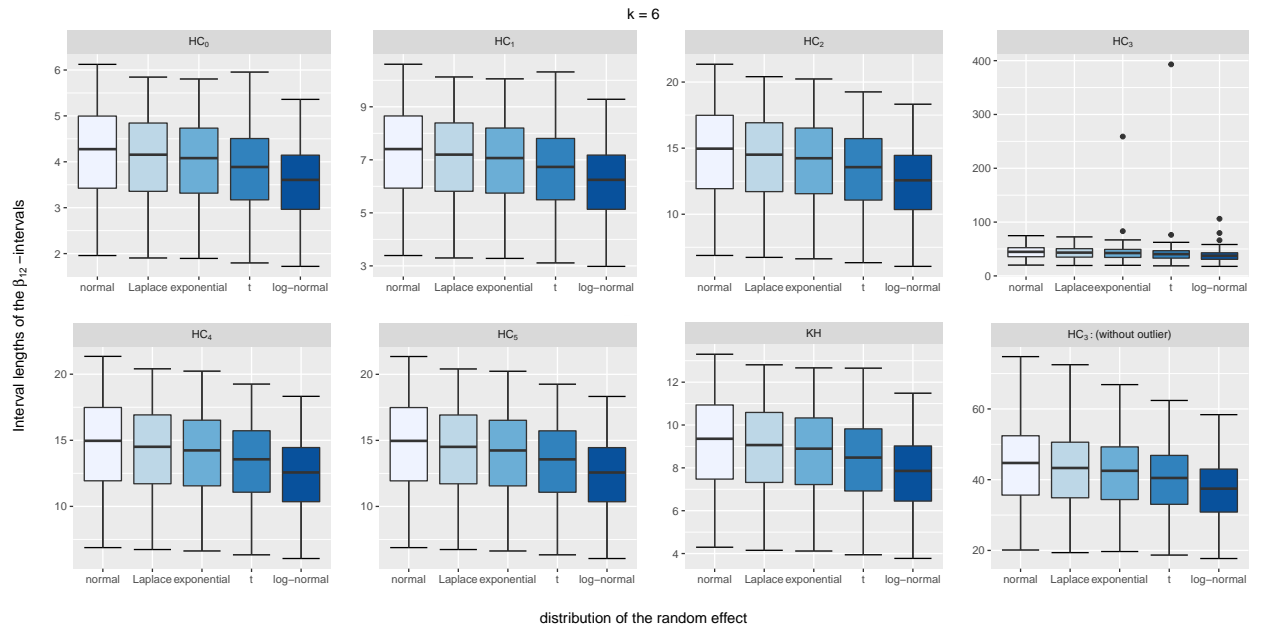 k = 6
HC₀ HC₁ HC₂ HC₃
6 5 4 3 2
9 7 5 3
20 15 10
400 300 200 100 0
normal Laplace exponential t log−normal normal Laplace exponential t log−normal normal Laplace exponential t log−normal normal Laplace exponential t log−normal
Interval lengths of the β₁₂−intervals
HC₄ HC₅ KH HC₃: (without outlier)
20 15 10
20 15 10
12 10 8 6 4
60 40 20
normal Laplace exponential t log−normal normal Laplace exponential t log−normal normal Laplace exponential t log−normal normal Laplace exponential t log−normal
distribution of the random effect